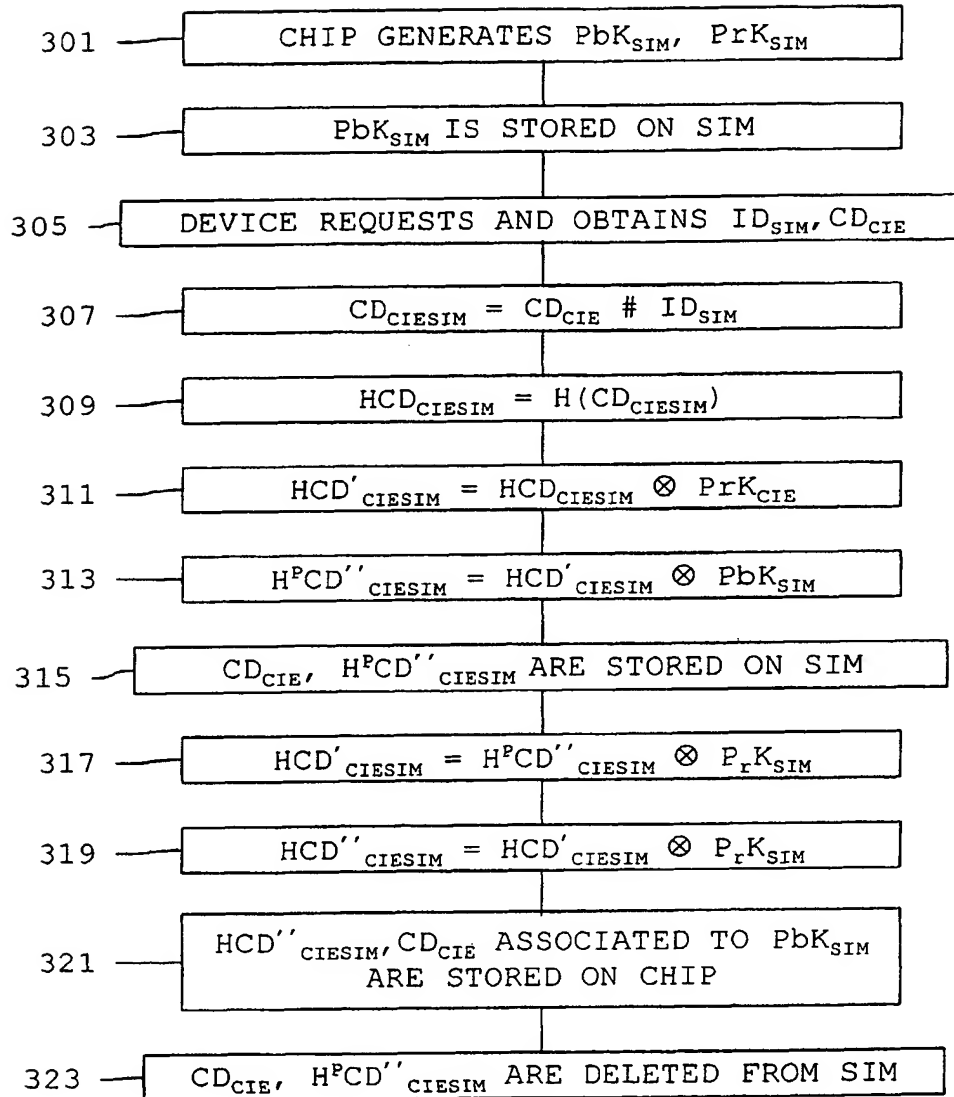 301 CHIP GENERATES PbK_SIM, PrK_SIM
303 PbK_SIM IS STORED ON SIM
305 DEVICE REQUESTS AND OBTAINS ID_SIM, CD_CIE
307 CD_CIESIM = CD_CIE # ID_SIM
309 HCD_CIESIM = H(CD_CIESIM)
311 HCD'_CIESIM = HCD_CIESIM ⊗ PrK_CIE
313 H^PCD''_CIESIM = HCD'_CIESIM ⊗ PbK_SIM
315 CD_CIE, H^PCD''_CIESIM ARE STORED ON SIM
317 HCD'_CIESIM = H^PCD''_CIESIM ⊗ P_rK_SIM
319 HCD''_CIESIM = HCD'_CIESIM ⊗ P_rK_SIM
321 HCD''_CIESIM, CD_CIE ASSOCIATED TO PbK_SIM
ARE STORED ON CHIP
323 CD_CIE, H^PCD''_CIESIM ARE DELETED FROM SIM